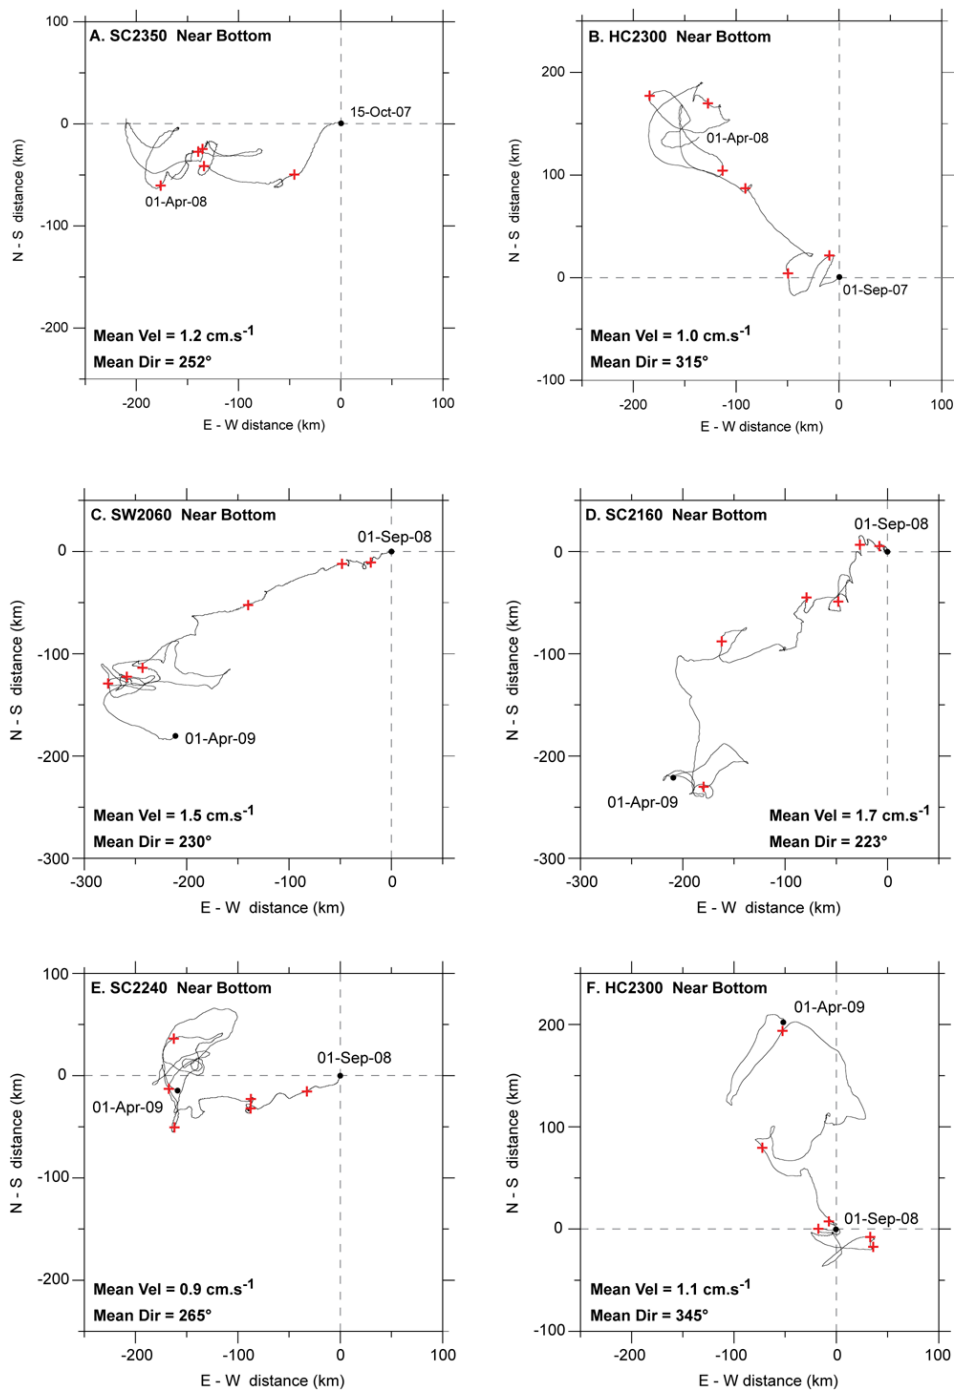 A. SC2350 Near Bottom
100
0
-100
-200
N - S distance (km)
15-Oct-07
01-Apr-08
Mean Vel = 1.2 cm.s-1
Mean Dir = 252°
-200 -100 0 100
E - W distance (km)
B. HC2300 Near Bottom
200
100
0
-100
N - S distance (km)
01-Apr-08
01-Sep-07
Mean Vel = 1.0 cm.s-1
Mean Dir = 315°
-200 -100 0 100
E - W distance (km)
C. SW2060 Near Bottom
0
-100
-200
-300
N - S distance (km)
01-Sep-08
01-Apr-09
Mean Vel = 1.5 cm.s-1
Mean Dir = 230°
-300 -200 -100 0
E - W distance (km)
D. SC2160 Near Bottom
0
-100
-200
-300
N - S distance (km)
01-Sep-08
01-Apr-09
Mean Vel = 1.7 cm.s-1
Mean Dir = 223°
-300 -200 -100 0
E - W distance (km)
E. SC2240 Near Bottom
100
0
-100
-200
N - S distance (km)
01-Sep-08
01-Apr-09
Mean Vel = 0.9 cm.s-1
Mean Dir = 265°
-200 -100 0 100
E - W distance (km)
F. HC2300 Near Bottom
200
100
0
-100
N - S distance (km)
01-Apr-09
01-Sep-08
Mean Vel = 1.1 cm.s-1
Mean Dir = 345°
-200 -100 0 100
E - W distance (km)